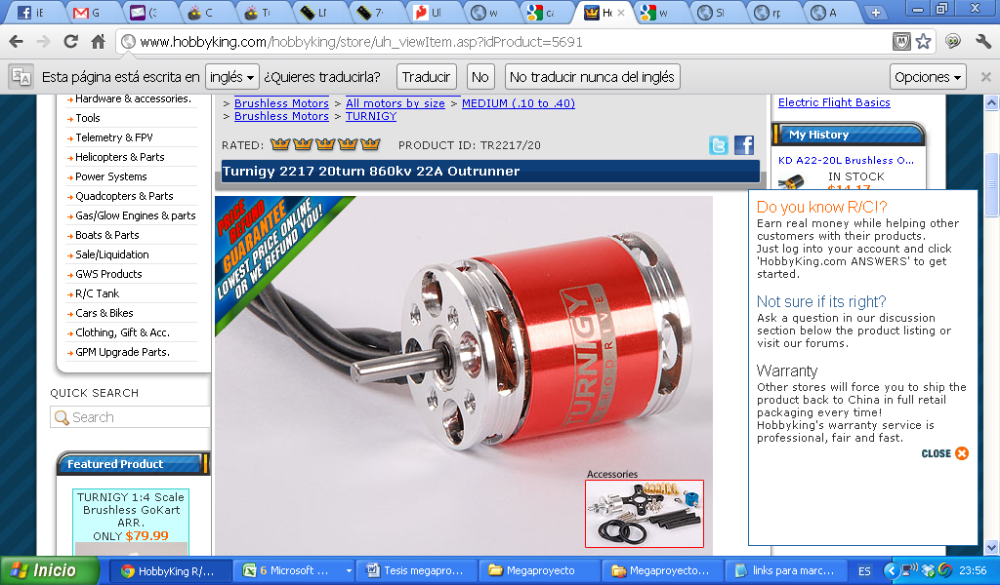 iE
G
(3
C
Tu
LI
7
Ul
w
ca
Ho
w
Sl
rp
A
www.hobbyking.com/hobbyking/store/uh_viewItem.asp?idProduct=5691
Esta página está escrita en inglés ¿Quieres traducirla? Traducir No No traducir nunca del inglés Opciones
Hardware & accessories.
Tools
Telemetry & FPV
Helicopters & Parts
Power Systems
Quadcopters & Parts
Gas/Glow Engines & parts
Boats & Parts
Sale/Liquidation
GWS Products
R/C Tank
Cars & Bikes
Clothing, Gift & Acc.
GPM Upgrade Parts.
QUICK SEARCH
Search
Featured Product
TURNIGY 1:4 Scale
Brushless GoKart
ARR.
ONLY $79.99
> Brushless Motors > All motors by size > MEDIUM (.10 to .40)
> Brushless Motors > TURNIGY
RATED: PRODUCT ID: TR2217/20
Turnigy 2217 20turn 860kv 22A Outrunner
PRICE
REFUND
GUARANTEE
LOWEST PRICE ONLINE
OR WE REFUND YOU!
TURNIGY
AERODRIVE
Accessories
Electric Flight Basics
My History
KD A22-20L Brushless O...
IN STOCK
$14.17
Do you know R/C!?
Earn real money while helping other
customers with their products.
Just log into your account and click
'HobbyKing.com ANSWERS' to get
started.
Not sure if its right?
Ask a question in our discussion
section below the product listing or
visit our forums.
Warranty
Other stores will force you to ship the
product back to China in full retail
packaging every time!
Hobbyking's warranty service is
professional, fair and fast.
CLOSE
Inicio
HobbyKing R/...
6 Microsoft ...
Tesis megapro...
Megaproyecto
Megaproyecto...
links para marc...
ES
23:56